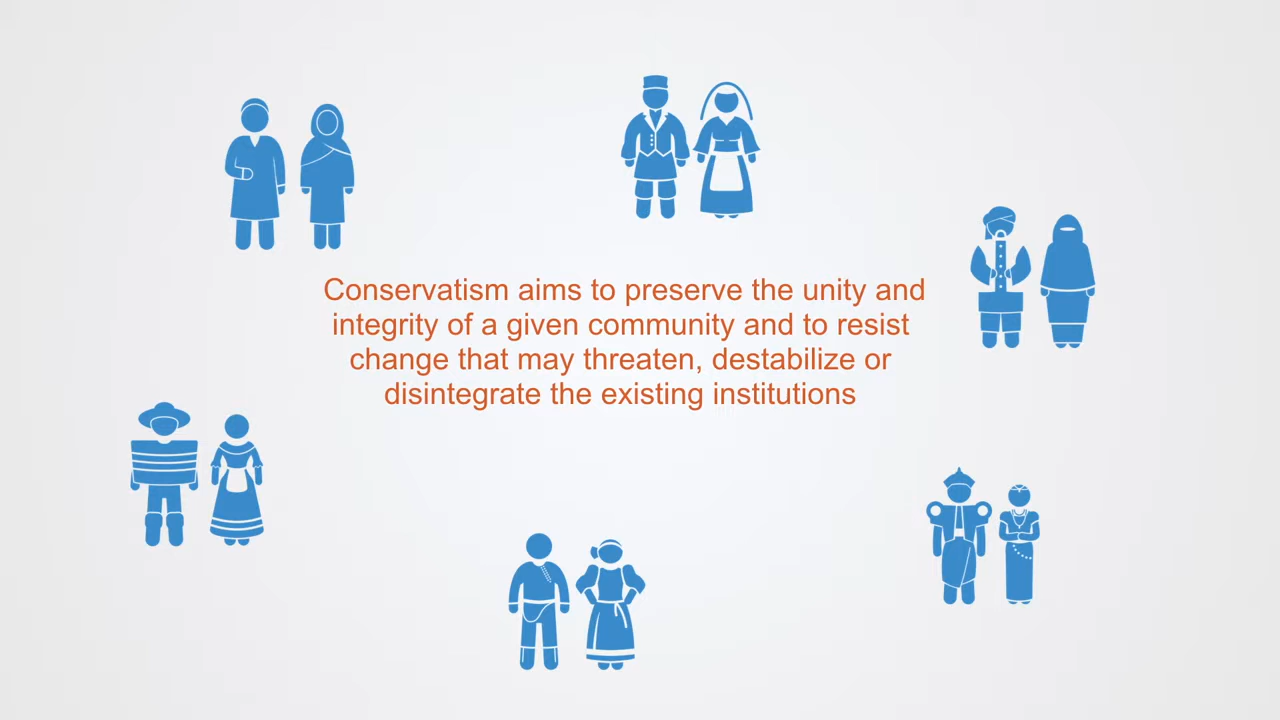 Conservatism aims to preserve the unity and
integrity of a given community and to resist
change that may threaten, destabilize or
disintegrate the existing institutions